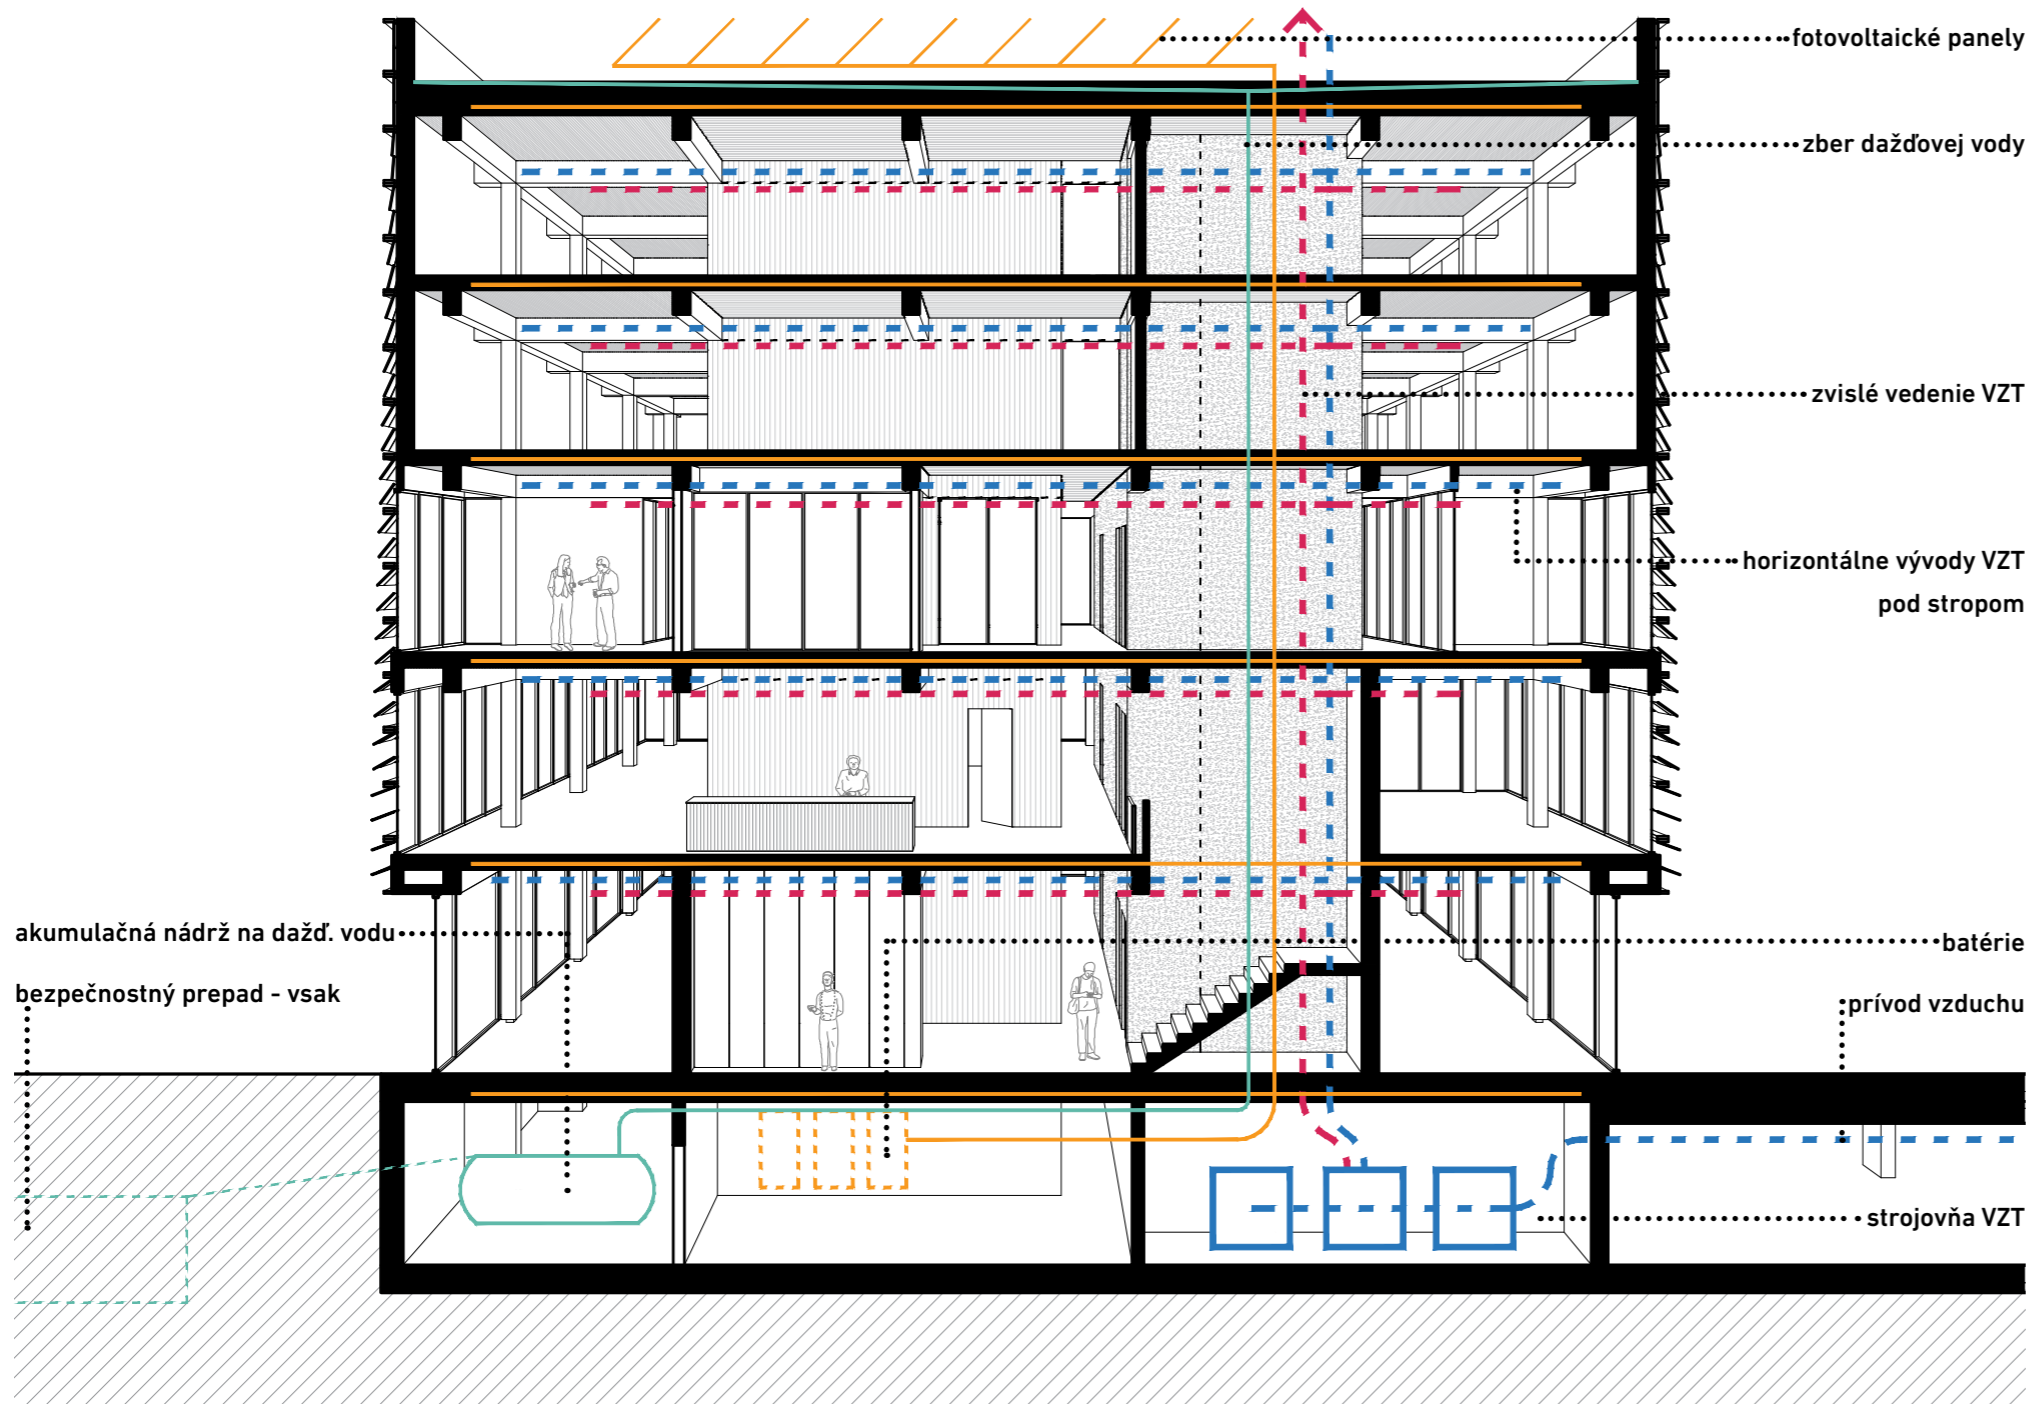 fotovoltaické panely
zber dažďovej vody
zvislé vedenie VZT
horizontálne vývody VZT
pod stropom
akumulačná nádrž na dažď. vodu
batérie
bezpečnostný prepad - vsak
prívod vzduchu
strojovňa VZT